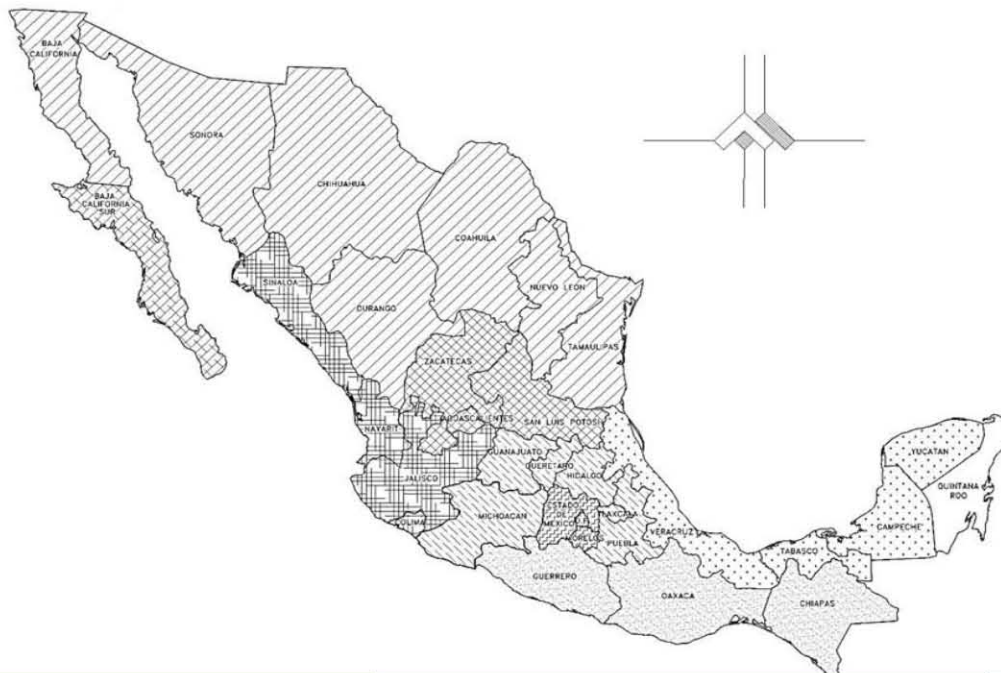 BAJA
CALIFORNIA
SONORA
CHIHUAHUA
BAJA
CALIFORNIA
SUR
COAHUILA
SINALOA
NUEVO LEON
DURANGO
TAMAULIPAS
ZACATECAS
SAN LUIS POTOSI
NAYARIT
GUANAJUATO
YUCATAN
QUERETARO
HIDALGO
JALISCO
QUINTANA
ROO
ESTADO
DE
MEXICO
TLAXCALA
MICHOACAN
COLIMA
CAMPECHE
VERACRUZ
MORELOS
PUEBLA
TABASCO
GUERRERO
OAXACA
CHIAPAS